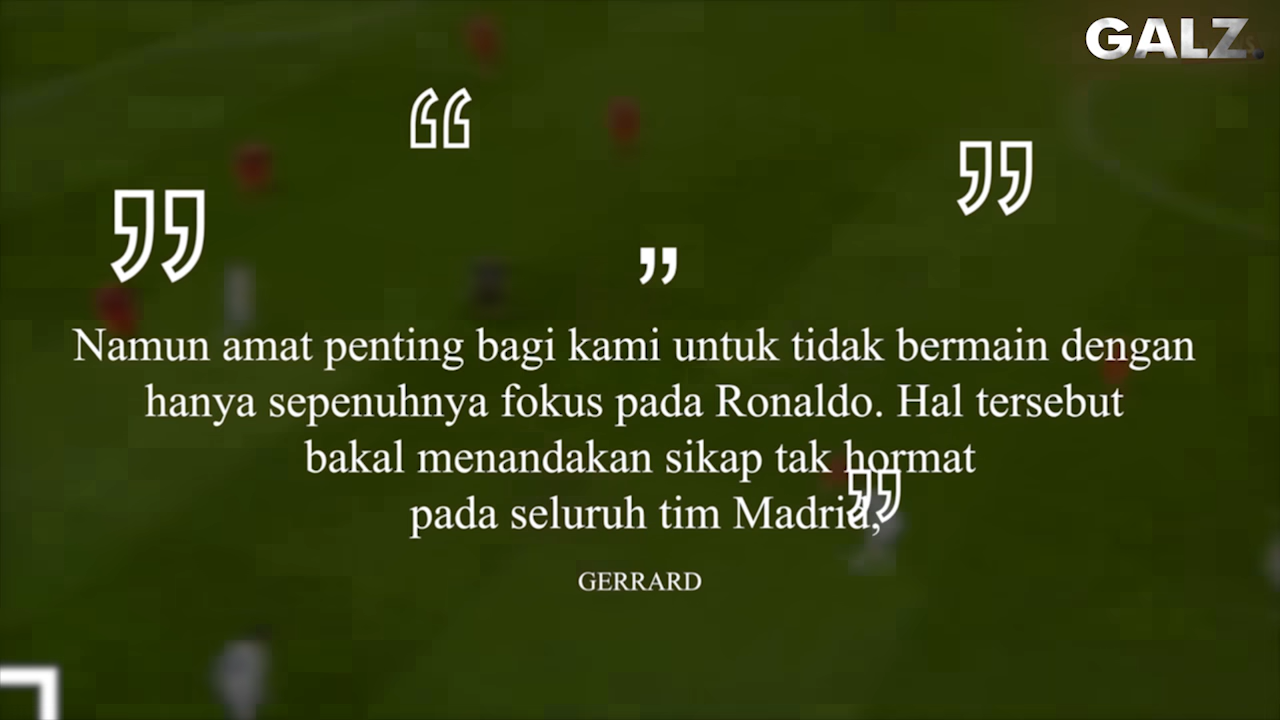 GALZ.
Namun amat penting bagi kami untuk tidak bermain dengan
hanya sepenuhnya fokus pada Ronaldo. Hal tersebut
bakal menandakan sikap tak hormat
pada seluruh tim Madrid,
GERRARD